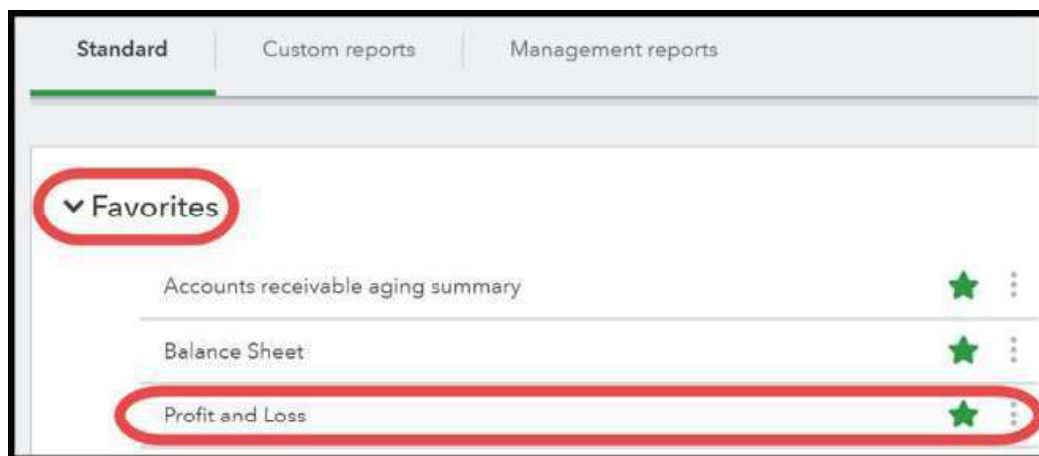 Standard Custom reports Management reports
Favorites
Accounts receivable aging summary
Balance Sheet
Profit and Loss